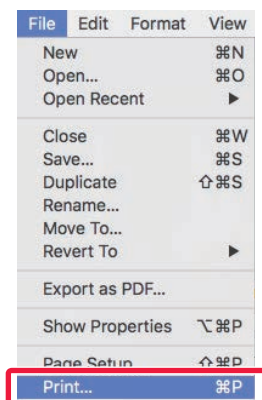 File Edit Format View
New ⌘N
Open... ⌘O
Open Recent ▶
Close ⌘W
Save... ⌘S
Duplicate ⇧⌘S
Rename...
Move To...
Revert To ▶
Export as PDF...
Show Properties ⌥⌘P
Page Setup ⇧⌘P
Print... ⌘P